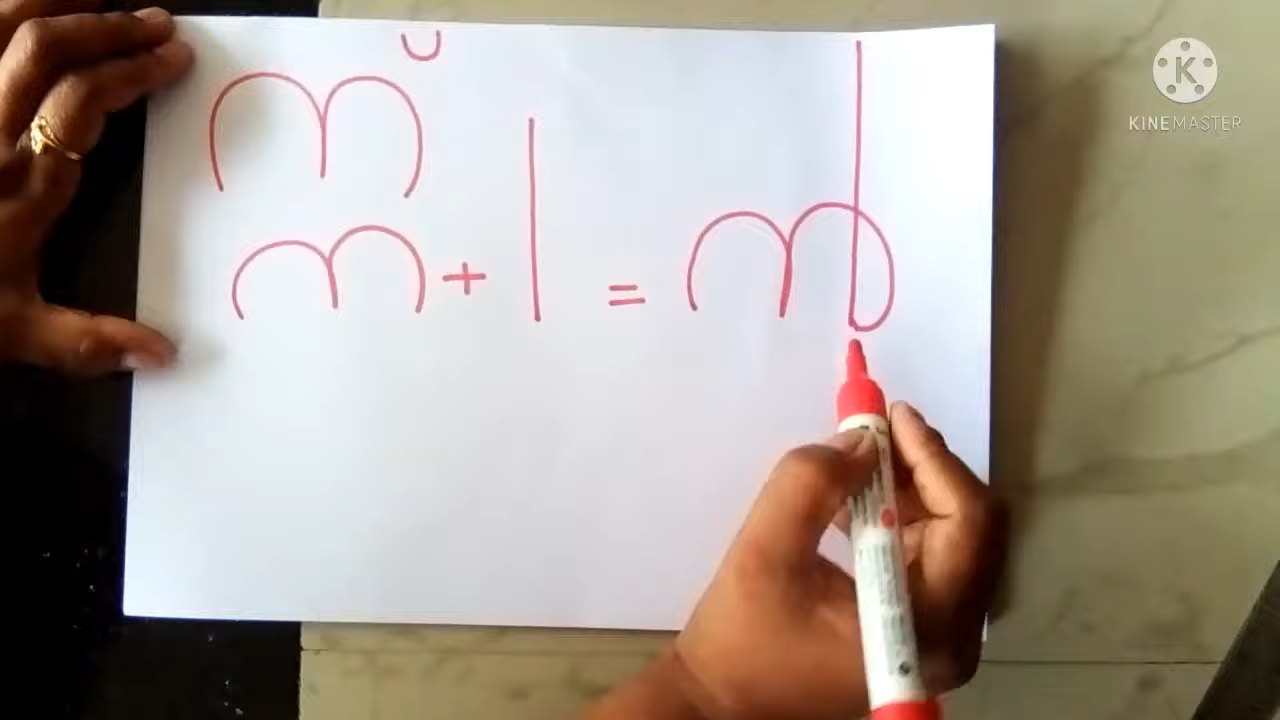 ന്
K
KINEMASTER
ന + | = ൻ